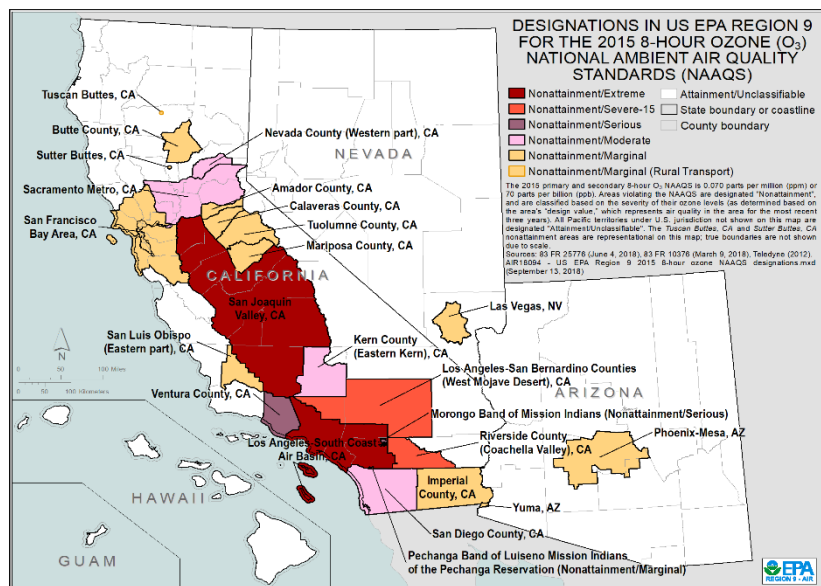 DESIGNATIONS IN US EPA REGION 9
FOR THE 2015 8-HOUR OZONE (O₃)
NATIONAL AMBIENT AIR QUALITY
STANDARDS (NAAQS)
Nonattainment/Extreme
Nonattainment/Severe-15
Nonattainment/Serious
Nonattainment/Moderate
Nonattainment/Marginal
Nonattainment/Marginal (Rural Transport)
Attainment/Unclassifiable
State boundary or coastline
County boundary
The 2015 primary and secondary 8-hour O₃ NAAQS is 0.070 parts per million (ppm) or
70 parts per billion (ppb). Areas violating the NAAQS are designated "Nonattainment",
and are classified based on the severity of their ozone levels (as determined based
on the area's "design value," which represents air quality in the area for the most recent
three years). All Pacific territories under U.S. jurisdiction not shown on this map are
designated "Attainment/Unclassifiable". The Tuscan Buttes, CA and Sutter Buttes, CA
nonattainment areas are representational on this map; true boundaries are not shown
due to scale.
Sources: 83 FR 25776 (June 4, 2018), 83 FR 10376 (March 9, 2018), Teledyne (2012).
AIR18094 - US EPA Region 9 2015 8-hour ozone NAAQS designations.mxd
(September 13, 2018)
Tuscan Buttes, CA
Butte County, CA
Nevada County (Western part), CA
Sutter Buttes, CA
NEVADA
Sacramento Metro, CA
Amador County, CA
Calaveras County, CA
San Francisco
Bay Area, CA
Tuolumne County, CA
Mariposa County, CA
CALIFORNIA
San Joaquin
Valley, CA
Las Vegas, NV
San Luis Obispo
(Eastern part), CA
Kern County
(Eastern Kern), CA
N
0 50 100 Miles
0 50 100 Kilometers
Los Angeles-San Bernardino Counties
(West Mojave Desert), CA
ARIZONA
Ventura County, CA
Morongo Band of Mission Indians (Nonattainment/Serious)
Los Angeles-South Coast
Air Basin, CA
Riverside County
(Coachella Valley), CA
Phoenix-Mesa, AZ
Imperial
County, CA
HAWAII
Yuma, AZ
San Diego County, CA
GUAM
Pechanga Band of Luiseno Mission Indians
of the Pechanga Reservation (Nonattainment/Marginal)
EPA
REGION 9 - AIR